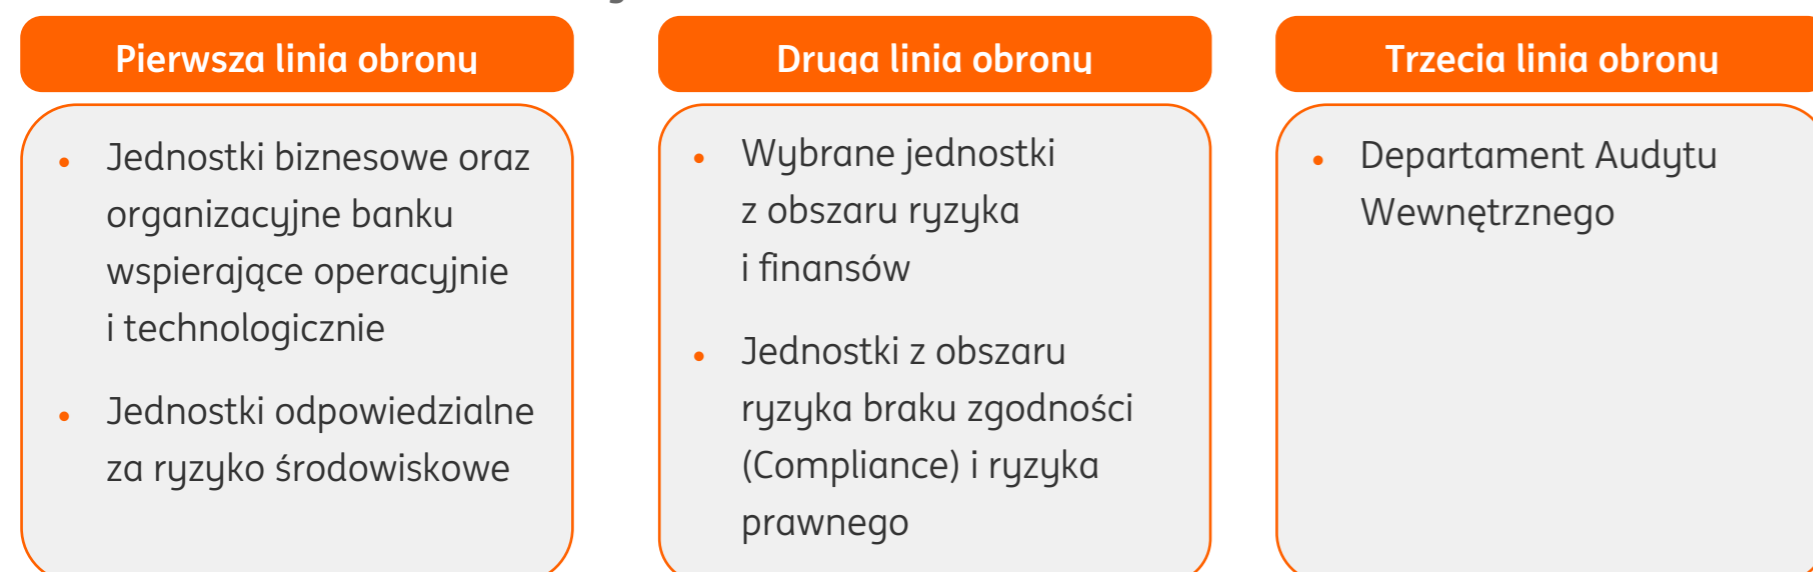 Pierwsza linia obrony
Jednostki biznesowe oraz
organizacyjne banku
wspierające operacyjnie
i technologicznie
Jednostki odpowiedzialne
za ryzyko środowiskowe
Druga linia obrony
Wybrane jednostki
z obszaru ryzyka
i finansów
Jednostki z obszaru
ryzyka braku zgodności
(Compliance) i ryzyka
prawnego
Trzecia linia obrony
Departament Audytu
Wewnętrznego